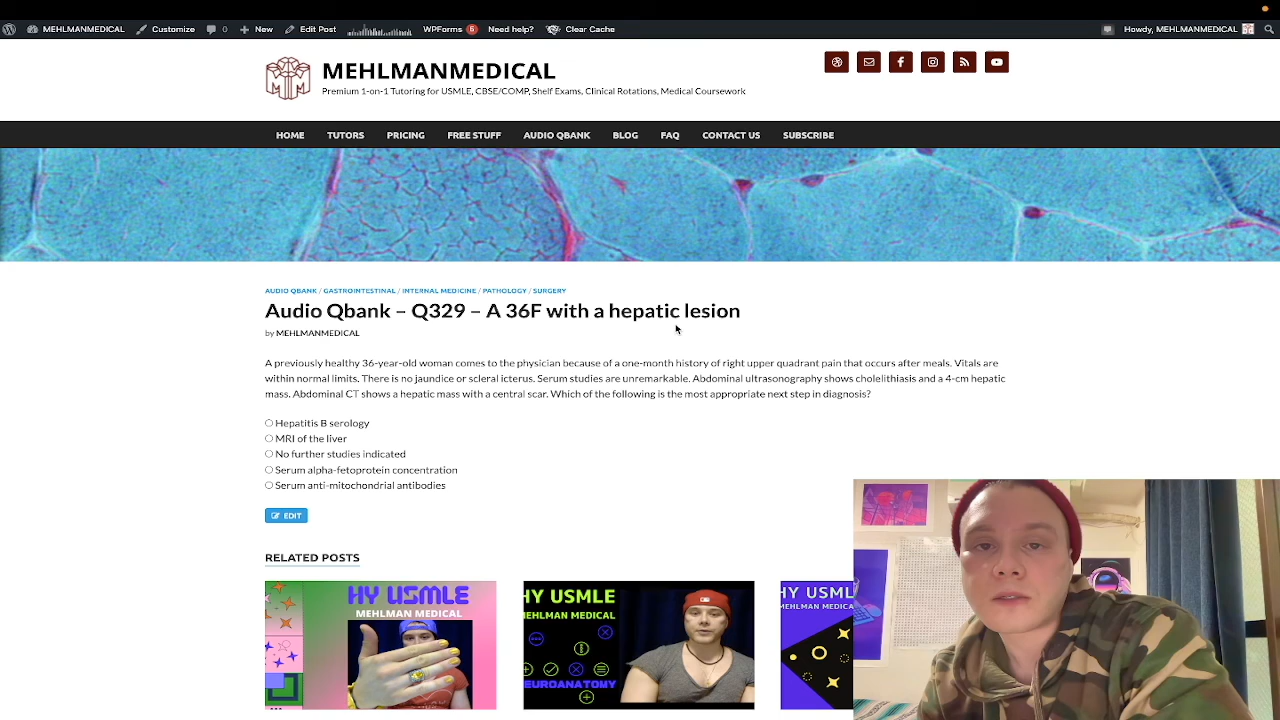 MEHLMANMEDICAL Customize 0 New Edit Post WPForms 5 Need help? Clear Cache Howdy, MEHLMANMEDICAL
MEHLMANMEDICAL
Premium 1-on-1 Tutoring for USMLE, CBSE/COMP, Shelf Exams, Clinical Rotations, Medical Coursework
HOME TUTORS PRICING FREE STUFF AUDIO QBANK BLOG FAQ CONTACT US SUBSCRIBE
AUDIO QBANK / GASTROINTESTINAL / INTERNAL MEDICINE / PATHOLOGY / SURGERY
Audio Qbank – Q329 – A 36F with a hepatic lesion
by MEHLMANMEDICAL
A previously healthy 36-year-old woman comes to the physician because of a one-month history of right upper quadrant pain that occurs after meals. Vitals are
within normal limits. There is no jaundice or scleral icterus. Serum studies are unremarkable. Abdominal ultrasonography shows cholelithiasis and a 4-cm hepatic
mass. Abdominal CT shows a hepatic mass with a central scar. Which of the following is the most appropriate next step in diagnosis?
Hepatitis B serology
MRI of the liver
No further studies indicated
Serum alpha-fetoprotein concentration
Serum anti-mitochondrial antibodies
EDIT
RELATED POSTS
HY USMLE
MEHLMAN MEDICAL
HY USMLE
MEHLMAN MEDICAL
NEUROANATOMY
HY USML
MEHLMAN MEDICA